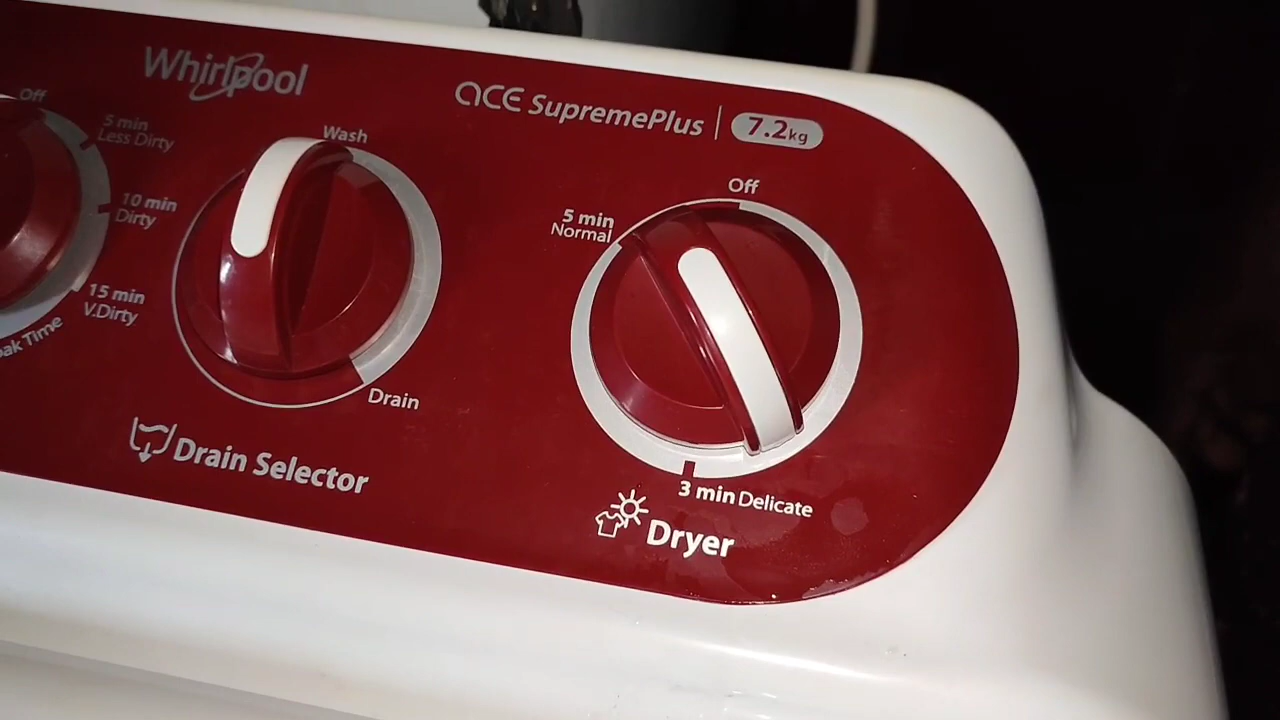 Whirlpool
ace SupremePlus | 7.2kg
Off
5 min
Less Dirty
10 min
Dirty
15 min
V.Dirty
Time
Wash
Drain
Drain Selector
Off
5 min
Normal
3 min Delicate
Dryer